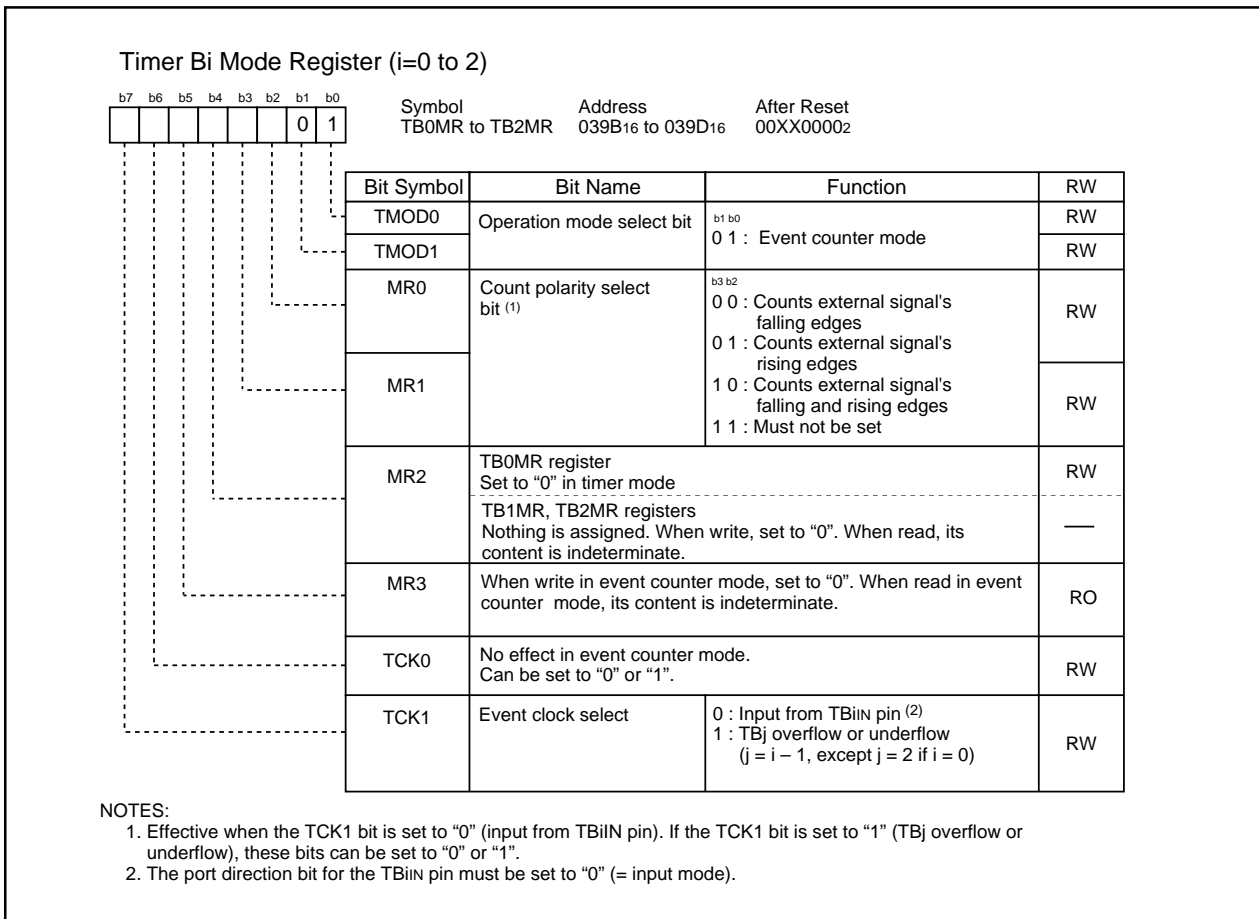 Timer Bi Mode Register (i=0 to 2)
b7 b6 b5 b4 b3 b2 b1 b0
0 1
Symbol Address After Reset
TB0MR to TB2MR 039B16 to 039D16 00XX00002
Bit Symbol Bit Name Function RW
TMOD0 Operation mode select bit b1 b0 RW
0 1 : Event counter mode
TMOD1 RW
MR0 Count polarity select b3 b2 RW
bit (1) 0 0 : Counts external signal's
falling edges
0 1 : Counts external signal's
rising edges
MR1 1 0 : Counts external signal's RW
falling and rising edges
1 1 : Must not be set
MR2 TB0MR register RW
Set to “0” in timer mode
TB1MR, TB2MR registers
Nothing is assigned. When write, set to “0”. When read, its —
content is indeterminate.
MR3 When write in event counter mode, set to “0”. When read in event RO
counter mode, its content is indeterminate.
TCK0 No effect in event counter mode. RW
Can be set to “0” or “1”.
TCK1 Event clock select 0 : Input from TBiIN pin (2) RW
1 : TBj overflow or underflow
(j = i – 1, except j = 2 if i = 0)
NOTES:
1. Effective when the TCK1 bit is set to “0” (input from TBiIN pin). If the TCK1 bit is set to “1” (TBj overflow or
underflow), these bits can be set to “0” or “1”.
2. The port direction bit for the TBiIN pin must be set to “0” (= input mode).